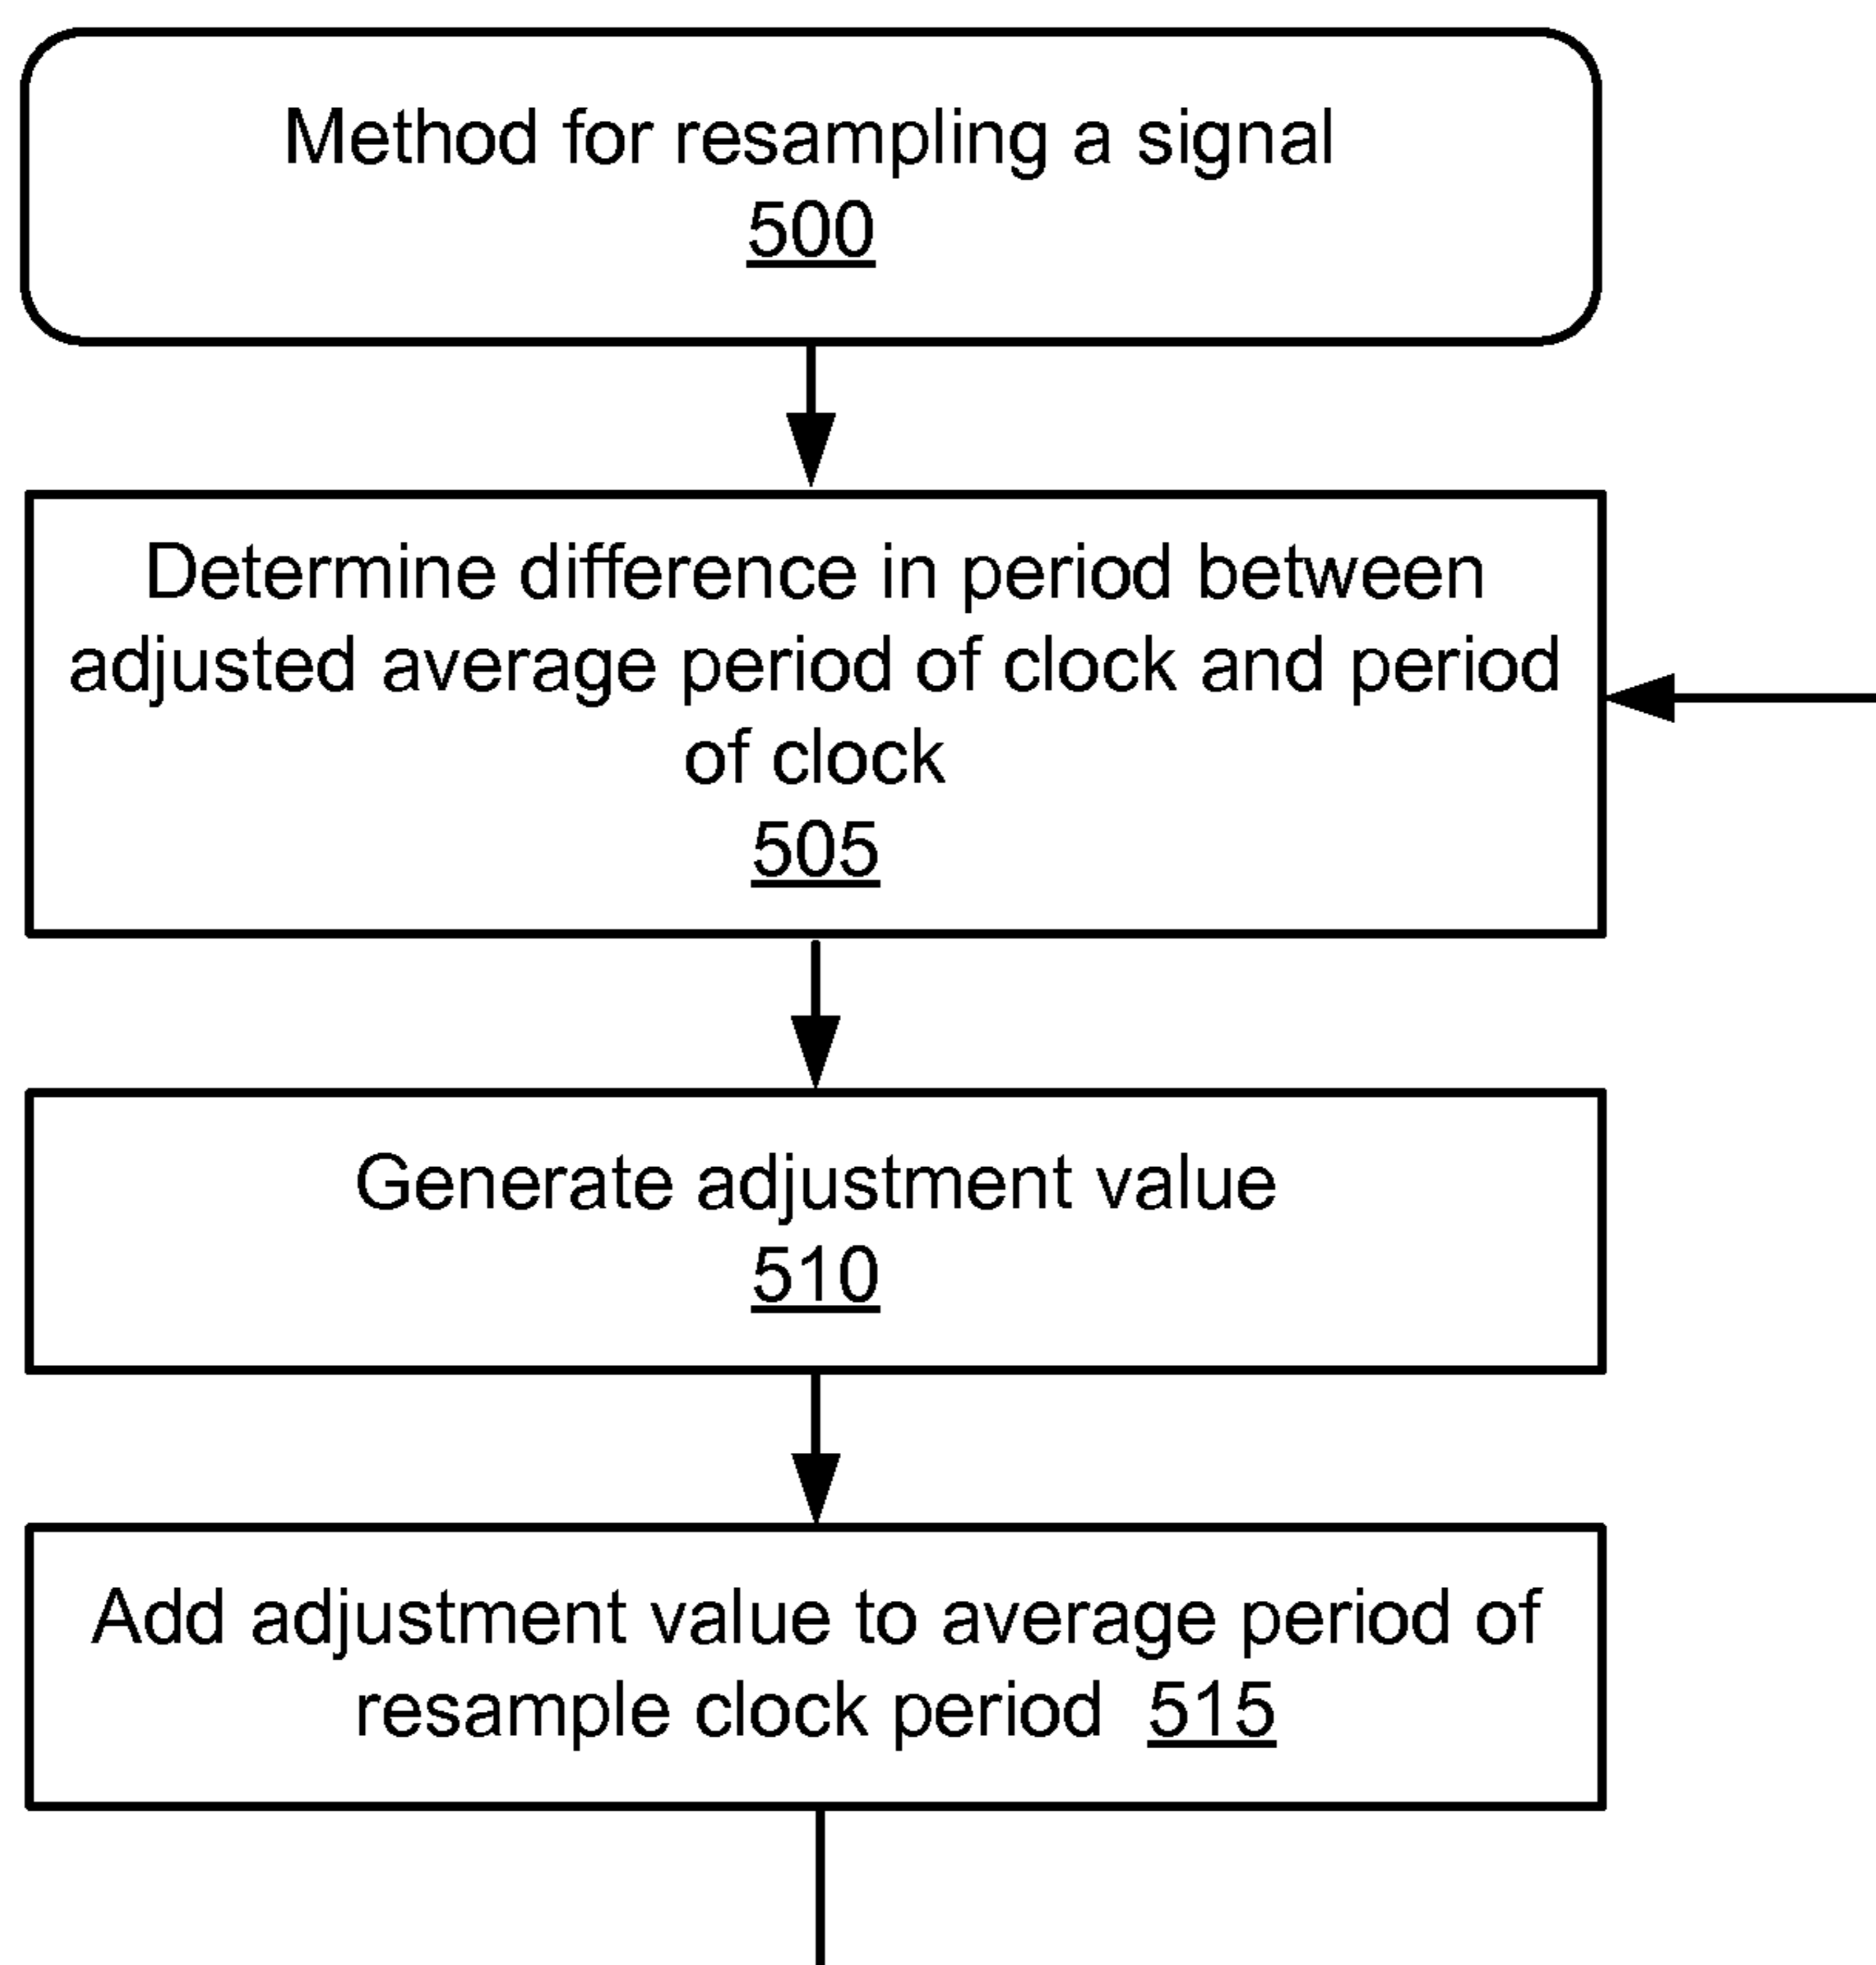 Method for resampling a signal
500
Determine difference in period between
adjusted average period of clock and period
of clock
505
Generate adjustment value
510
Add adjustment value to average period of
resample clock period 515